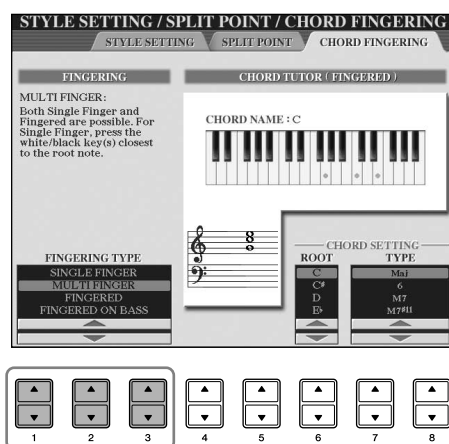 STYLE SETTING / SPLIT POINT / CHORD FINGERING
STYLE SETTING SPLIT POINT CHORD FINGERING
FINGERING
MULTI FINGER:
Both Single Finger and
Fingered are possible. For
Single Finger, press the
white/black key(s) closest
to the root note.
FINGERING TYPE
SINGLE FINGER
MULTI FINGER
FINGERED
FINGERED ON BASS
CHORD TUTOR ( FINGERED )
CHORD NAME : C
CHORD SETTING
ROOT TYPE
C Maj
C# 6
D M7
E♭ M7#11
1 2 3 4 5 6 7 8